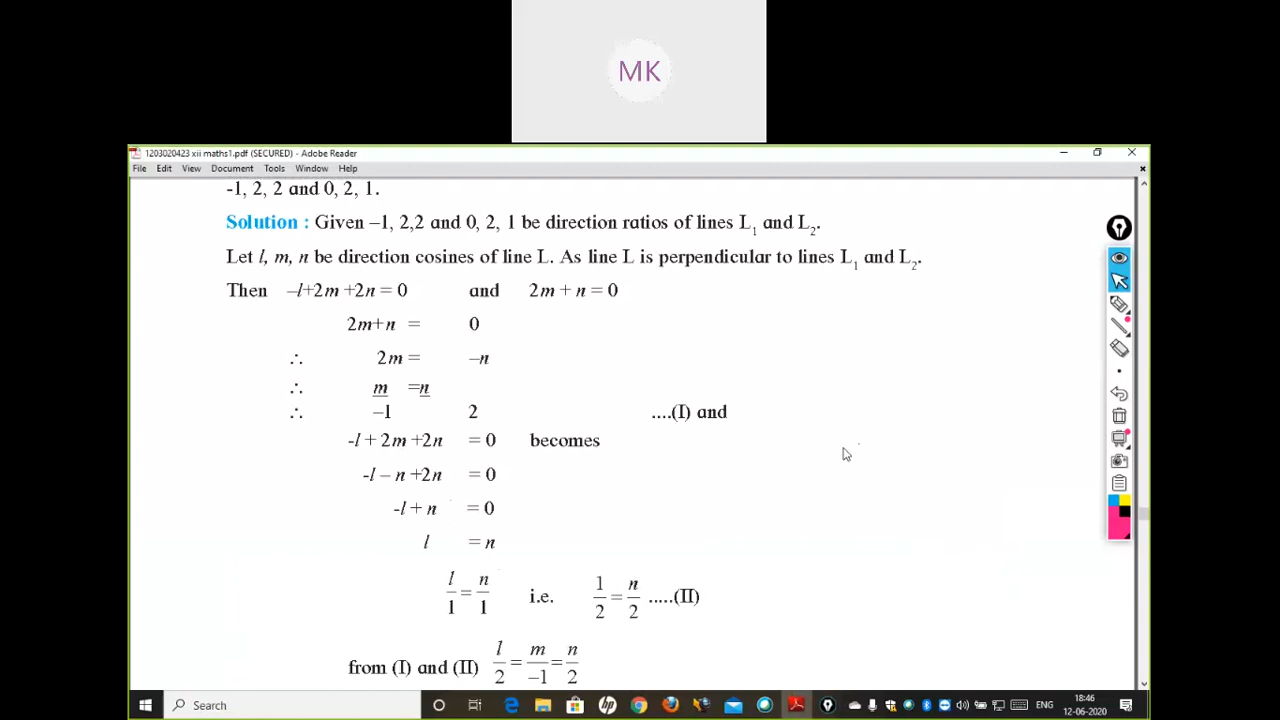 MK
1203020423 xii maths1.pdf (SECURED) - Adobe Reader
File Edit View Document Tools Window Help
-1, 2, 2 and 0, 2, 1.
Solution : Given –1, 2,2 and 0, 2, 1 be direction ratios of lines L₁ and L₂.
Let l, m, n be direction cosines of line L. As line L is perpendicular to lines L₁ and L₂.
Then –l+2m +2n = 0 and 2m + n = 0
2m+n = 0
∴ 2m = –n
∴ m =n
∴ –1 2 ....(I) and
-l + 2m +2n = 0 becomes
-l – n +2n = 0
-l + n = 0
l = n
l/1 = n/1 i.e. 1/2 = n/2 .....(II)
from (I) and (II) l/2 = m/–1 = n/2
Search
ENG
18:46
12-06-2020